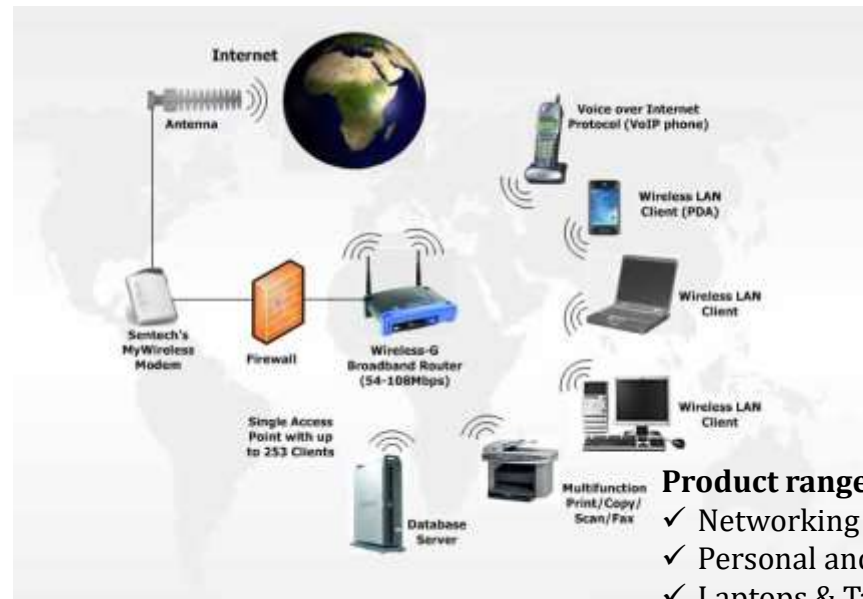 Internet
Antenna
Voice over Internet
Protocol (VoIP phone)
Wireless LAN
Client (PDA)
Wireless LAN
Client
Sentech's
MyWireless
Modem
Firewall
Wireless-G
Broadband Router
(54-108Mbps)
Wireless LAN
Client
Single Access
Point with up
to 253 Clients
Database
Server
Multifunction
Print/Copy/
Scan/Fax
Product range
✓ Networking
✓ Personal and
✓ Laptops & Ta